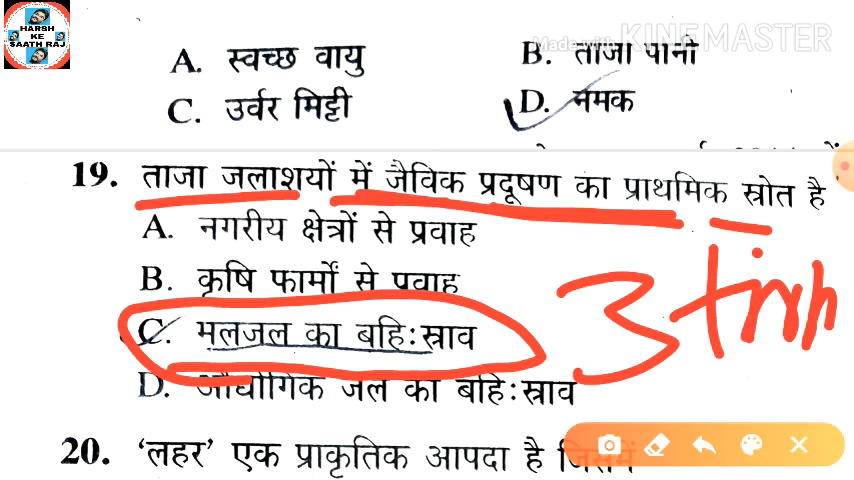 HARSH
KE
SAATH RAJ
Made with KINEMASTER
A. स्वच्छ वायु B. ताजा पानी
C. उर्वर मिट्टी D. नमक
19. ताजा जलाशयों में जैविक प्रदूषण का प्राथमिक स्रोत है
A. नगरीय क्षेत्रों से प्रवाह
B. कृषि फार्मों से प्रवाह
C. मलजल का बहिःस्राव
D. औद्योगिक जल का बहिःस्राव
3
20. 'लहर' एक प्राकृतिक आपदा है जिसमें